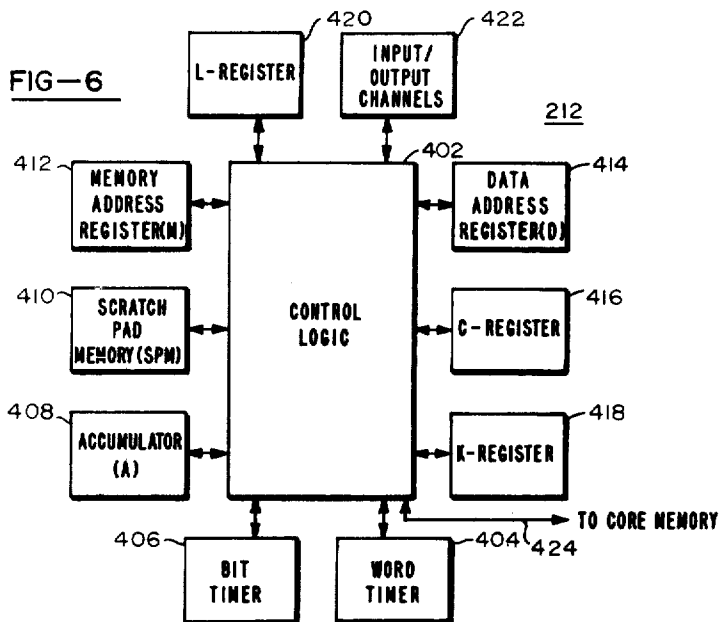 420
422
FIG-6
L-REGISTER
INPUT/
OUTPUT
CHANNELS
212
412
402
414
MEMORY
ADDRESS
REGISTER(M)
DATA
ADDRESS
REGISTER(D)
410
416
SCRATCH
PAD
MEMORY(SPM)
CONTROL
LOGIC
C-REGISTER
408
418
ACCUMULATOR
(A)
K-REGISTER
TO CORE MEMORY
406
404
424
BIT
TIMER
WORD
TIMER